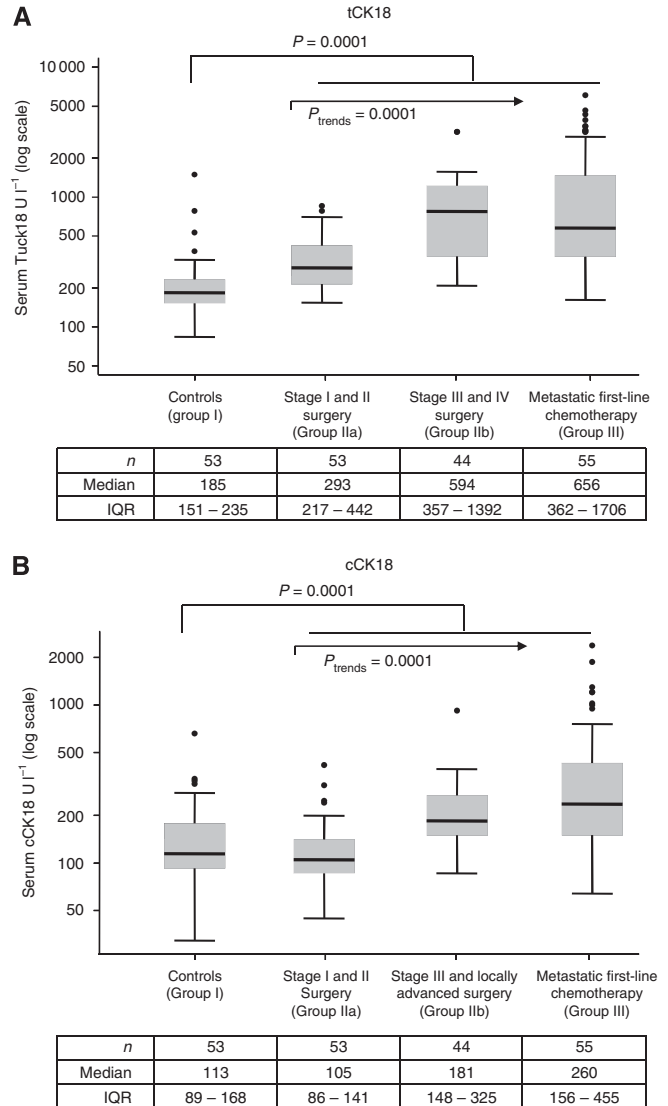 A
tCK18
P = 0.0001
Ptrends = 0.0001
Serum Tuck18 U l−1 (log scale)
10 000
5000
2000
1000
500
200
100
50
Controls (group I)
Stage I and II surgery (Group IIa)
Stage III and IV surgery (Group IIb)
Metastatic first-line chemotherapy (Group III)
n 53 53 44 55
Median 185 293 594 656
IQR 151 – 235 217 – 442 357 – 1392 362 – 1706
B
cCK18
P = 0.0001
Ptrends = 0.0001
Serum cCK18 U l−1 (log scale)
2000
1000
500
200
100
50
Controls (Group I)
Stage I and II Surgery (Group IIa)
Stage III and locally advanced surgery (Group IIb)
Metastatic first-line chemotherapy (Group III)
n 53 53 44 55
Median 113 105 181 260
IQR 89 – 168 86 – 141 148 – 325 156 – 455